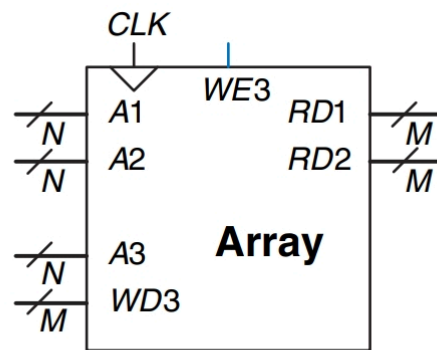 CLK
WE3
N A1 RD1 M
N A2 RD2 M
Array
N A3
M WD3